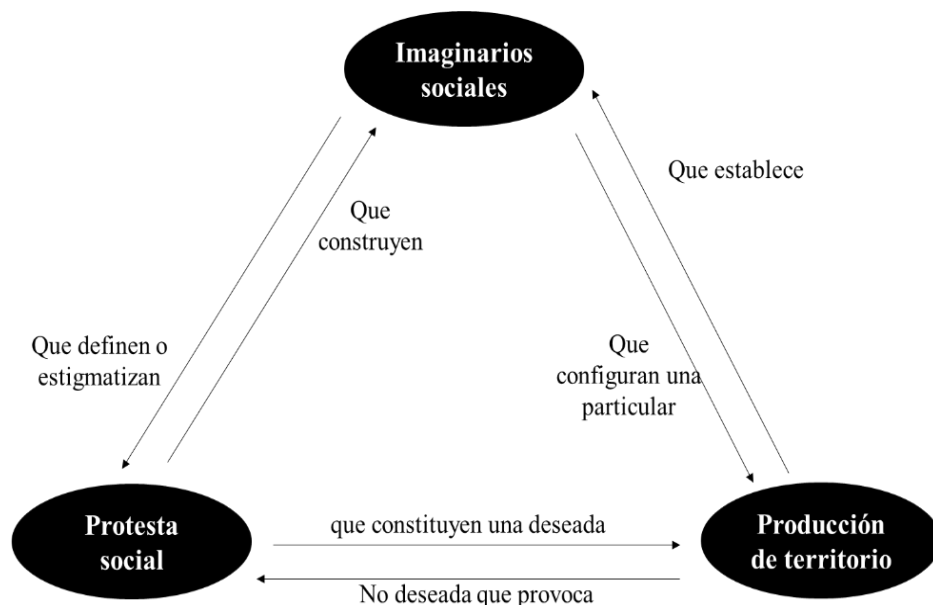 Imaginarios
sociales
Que establece
Que
construyen
Que definen o
estigmatizan
Que
configuran una
particular
Protesta
social
que constituyen una deseada
Producción
de territorio
No deseada que provoca